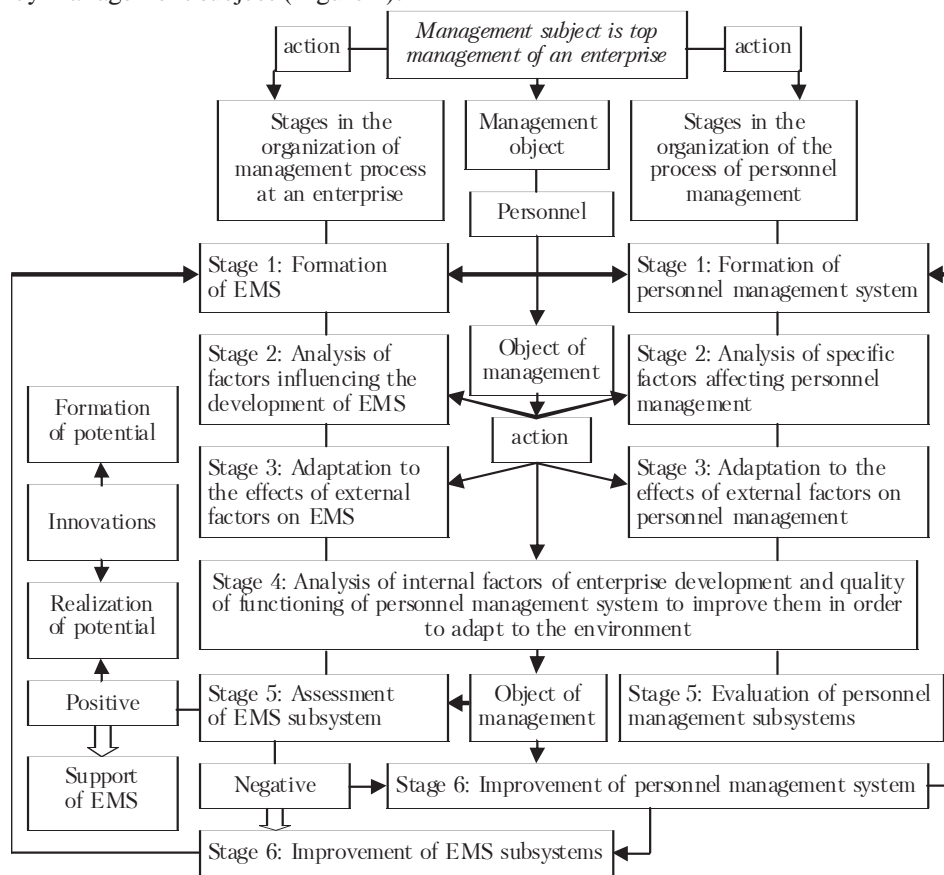 action
Management subject is top
management of an enterprise
action
Stages in the
organization of
management process
at an enterprise
Management
object
Stages in the
organization of the
process of personnel
management
Personnel
Stage 1: Formation
of EMS
Stage 1: Formation of
personnel management system
Stage 2: Analysis of
factors influencing the
development of EMS
Object of
management
Stage 2: Analysis of specific
factors affecting personnel
management
Formation
of potential
action
Stage 3: Adaptation to
the effects of external
factors on EMS
Stage 3: Adaptation to the
effects of external factors on
personnel management
Innovations
Stage 4: Analysis of internal factors of enterprise development and quality
of functioning of personnel management system to improve them in order
to adapt to the environment
Realization
of potential
Positive
Stage 5: Assessment
of EMS subsystem
Object of
management
Stage 5: Evaluation of personnel
management subsystems
Support
of EMS
Negative
Stage 6: Improvement of personnel management system
Stage 6: Improvement of EMS subsystems